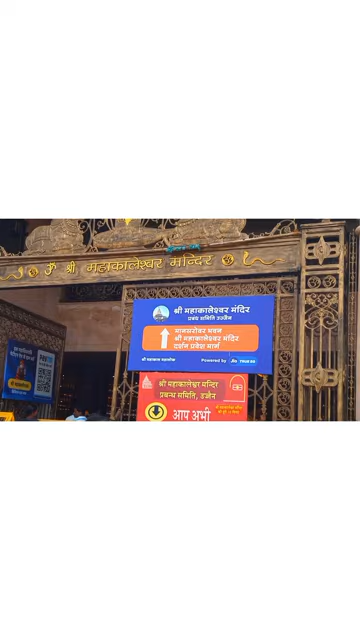 ॐ श्री महाकालेश्वर मन्दिर
श्री महाकालेश्वर मंदिर
प्रबंध समिति उज्जैन
मानसरोवर भवन
श्री महाकालेश्वर मंदिर
दर्शन प्रवेश मार्ग
Powered by Jio
श्री महाकालेश्वर मन्दिर
प्रबन्ध समिति, उज्जैन
आप अभी